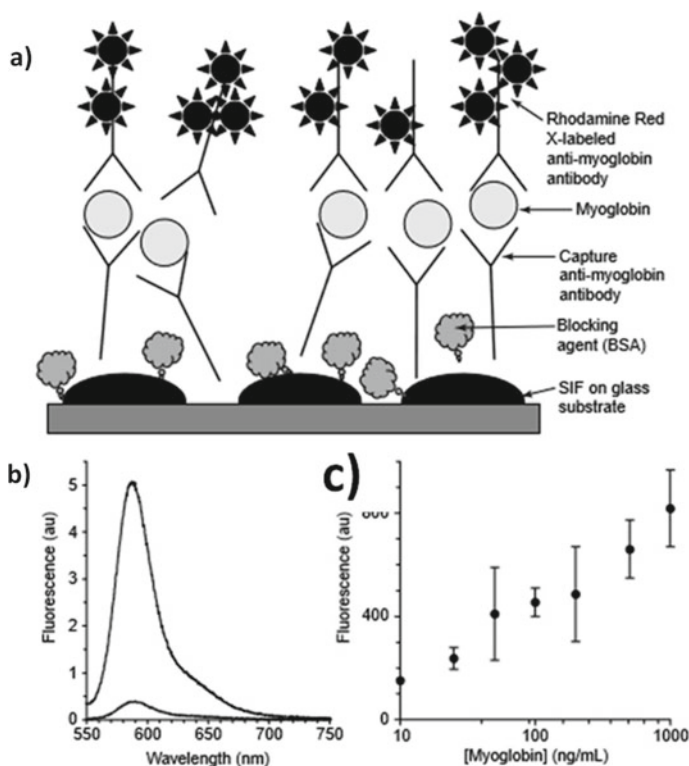 a)
Rhodamine Red
X-labeled
anti-myoglobin
antibody
Myoglobin
Capture
anti-myoglobin
antibody
Blocking
agent (BSA)
SIF on glass
substrate
b)
5
4
3
2
1
0
Fluorescence (au)
550
600
650
700
750
Wavelength (nm)
c)
400
0
Fluorescence (au)
10
100
1000
[Myoglobin] (ng/mL)